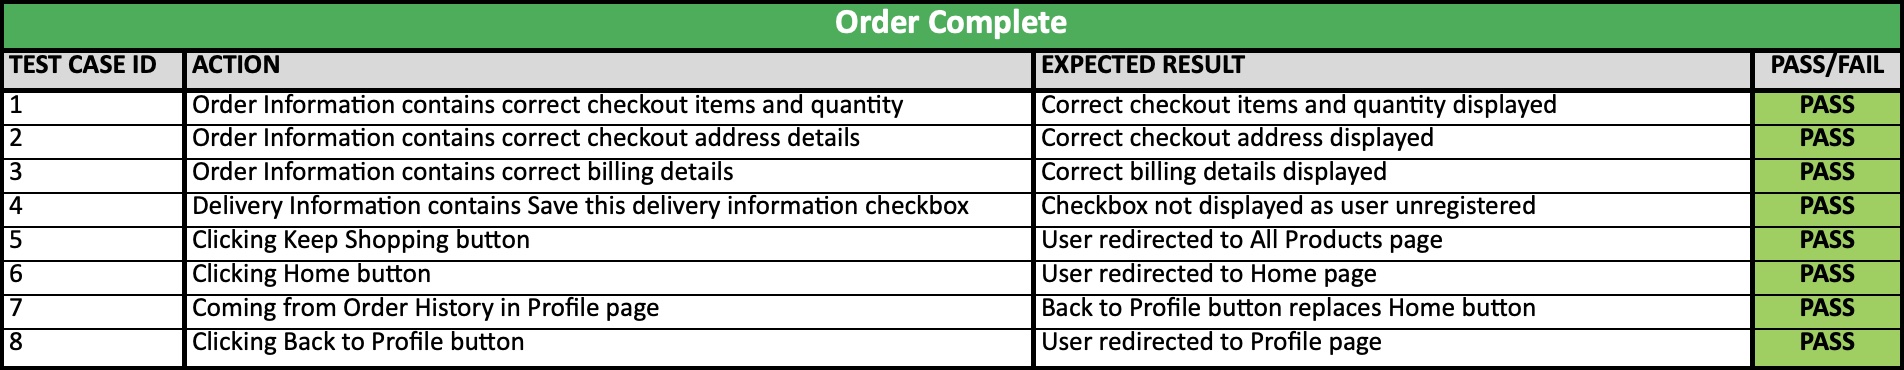 Order Complete
TEST CASE ID ACTION EXPECTED RESULT PASS/FAIL
1 Order Information contains correct checkout items and quantity Correct checkout items and quantity displayed PASS
2 Order Information contains correct checkout address details Correct checkout address displayed PASS
3 Order Information contains correct billing details Correct billing details displayed PASS
4 Delivery Information contains Save this delivery information checkbox Checkbox not displayed as user unregistered PASS
5 Clicking Keep Shopping button User redirected to All Products page PASS
6 Clicking Home button User redirected to Home page PASS
7 Coming from Order History in Profile page Back to Profile button replaces Home button PASS
8 Clicking Back to Profile button User redirected to Profile page PASS